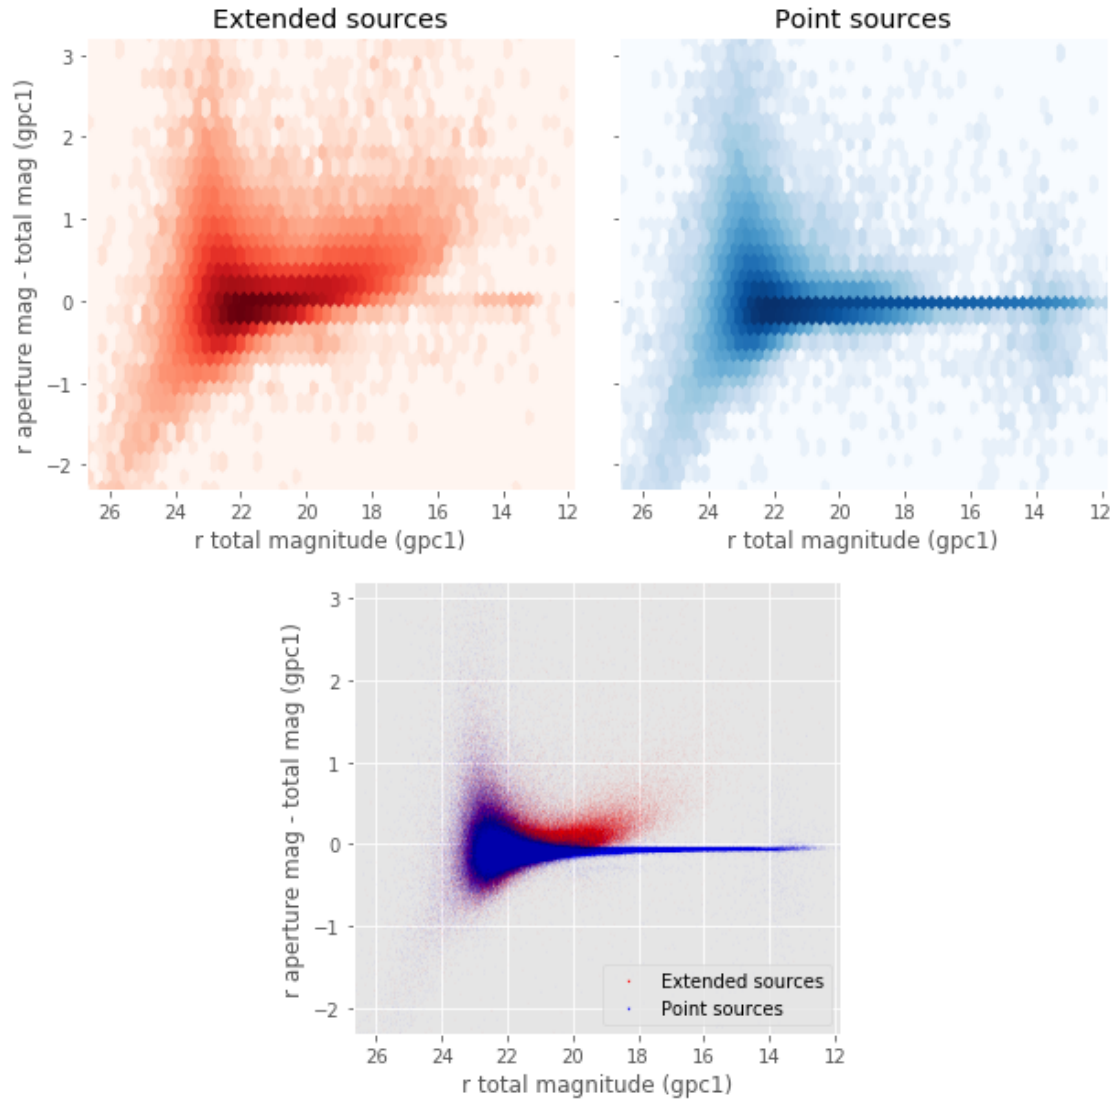 Extended sources
Point sources
r aperture mag - total mag (gpc1)
3
2
1
0
−1
−2
26 24 22 20 18 16 14 12
r total magnitude (gpc1)
26 24 22 20 18 16 14 12
r total magnitude (gpc1)
r aperture mag - total mag (gpc1)
3
2
1
0
−1
−2
Extended sources
Point sources
26 24 22 20 18 16 14 12
r total magnitude (gpc1)